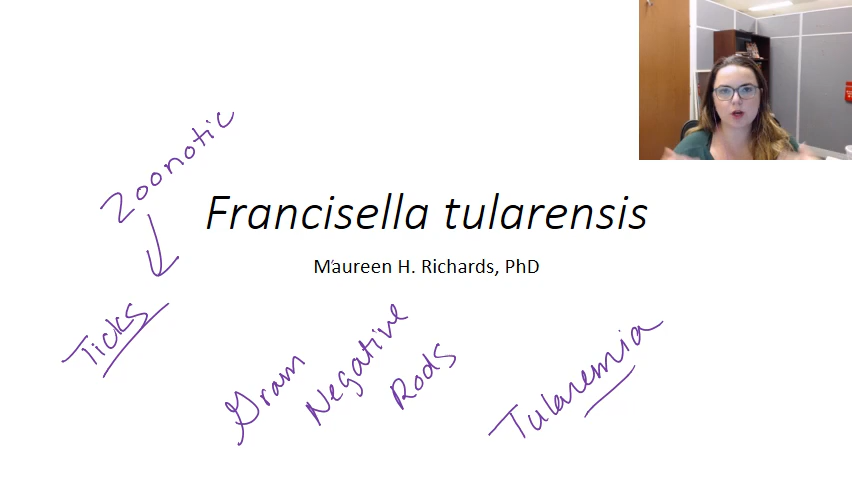 Zoonotic
Francisella tularensis
Maureen H. Richards, PhD
Ticks
Gram
Negative
Rods
Tularemia